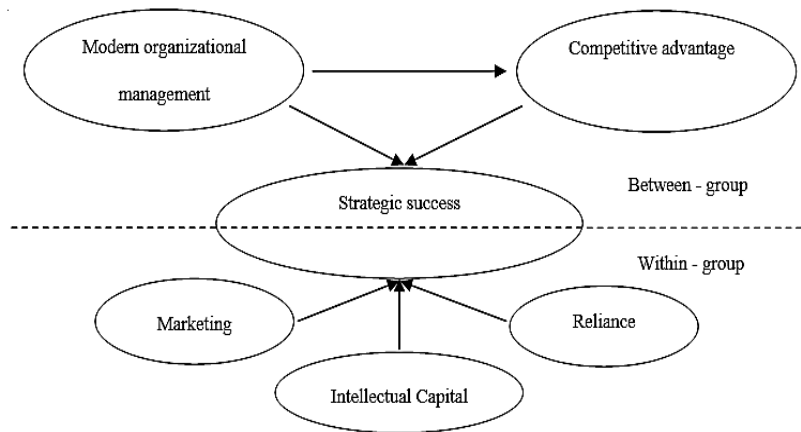 Modern organizational
management
Competitive advantage
Strategic success
Between - group
Within - group
Marketing
Reliance
Intellectual Capital